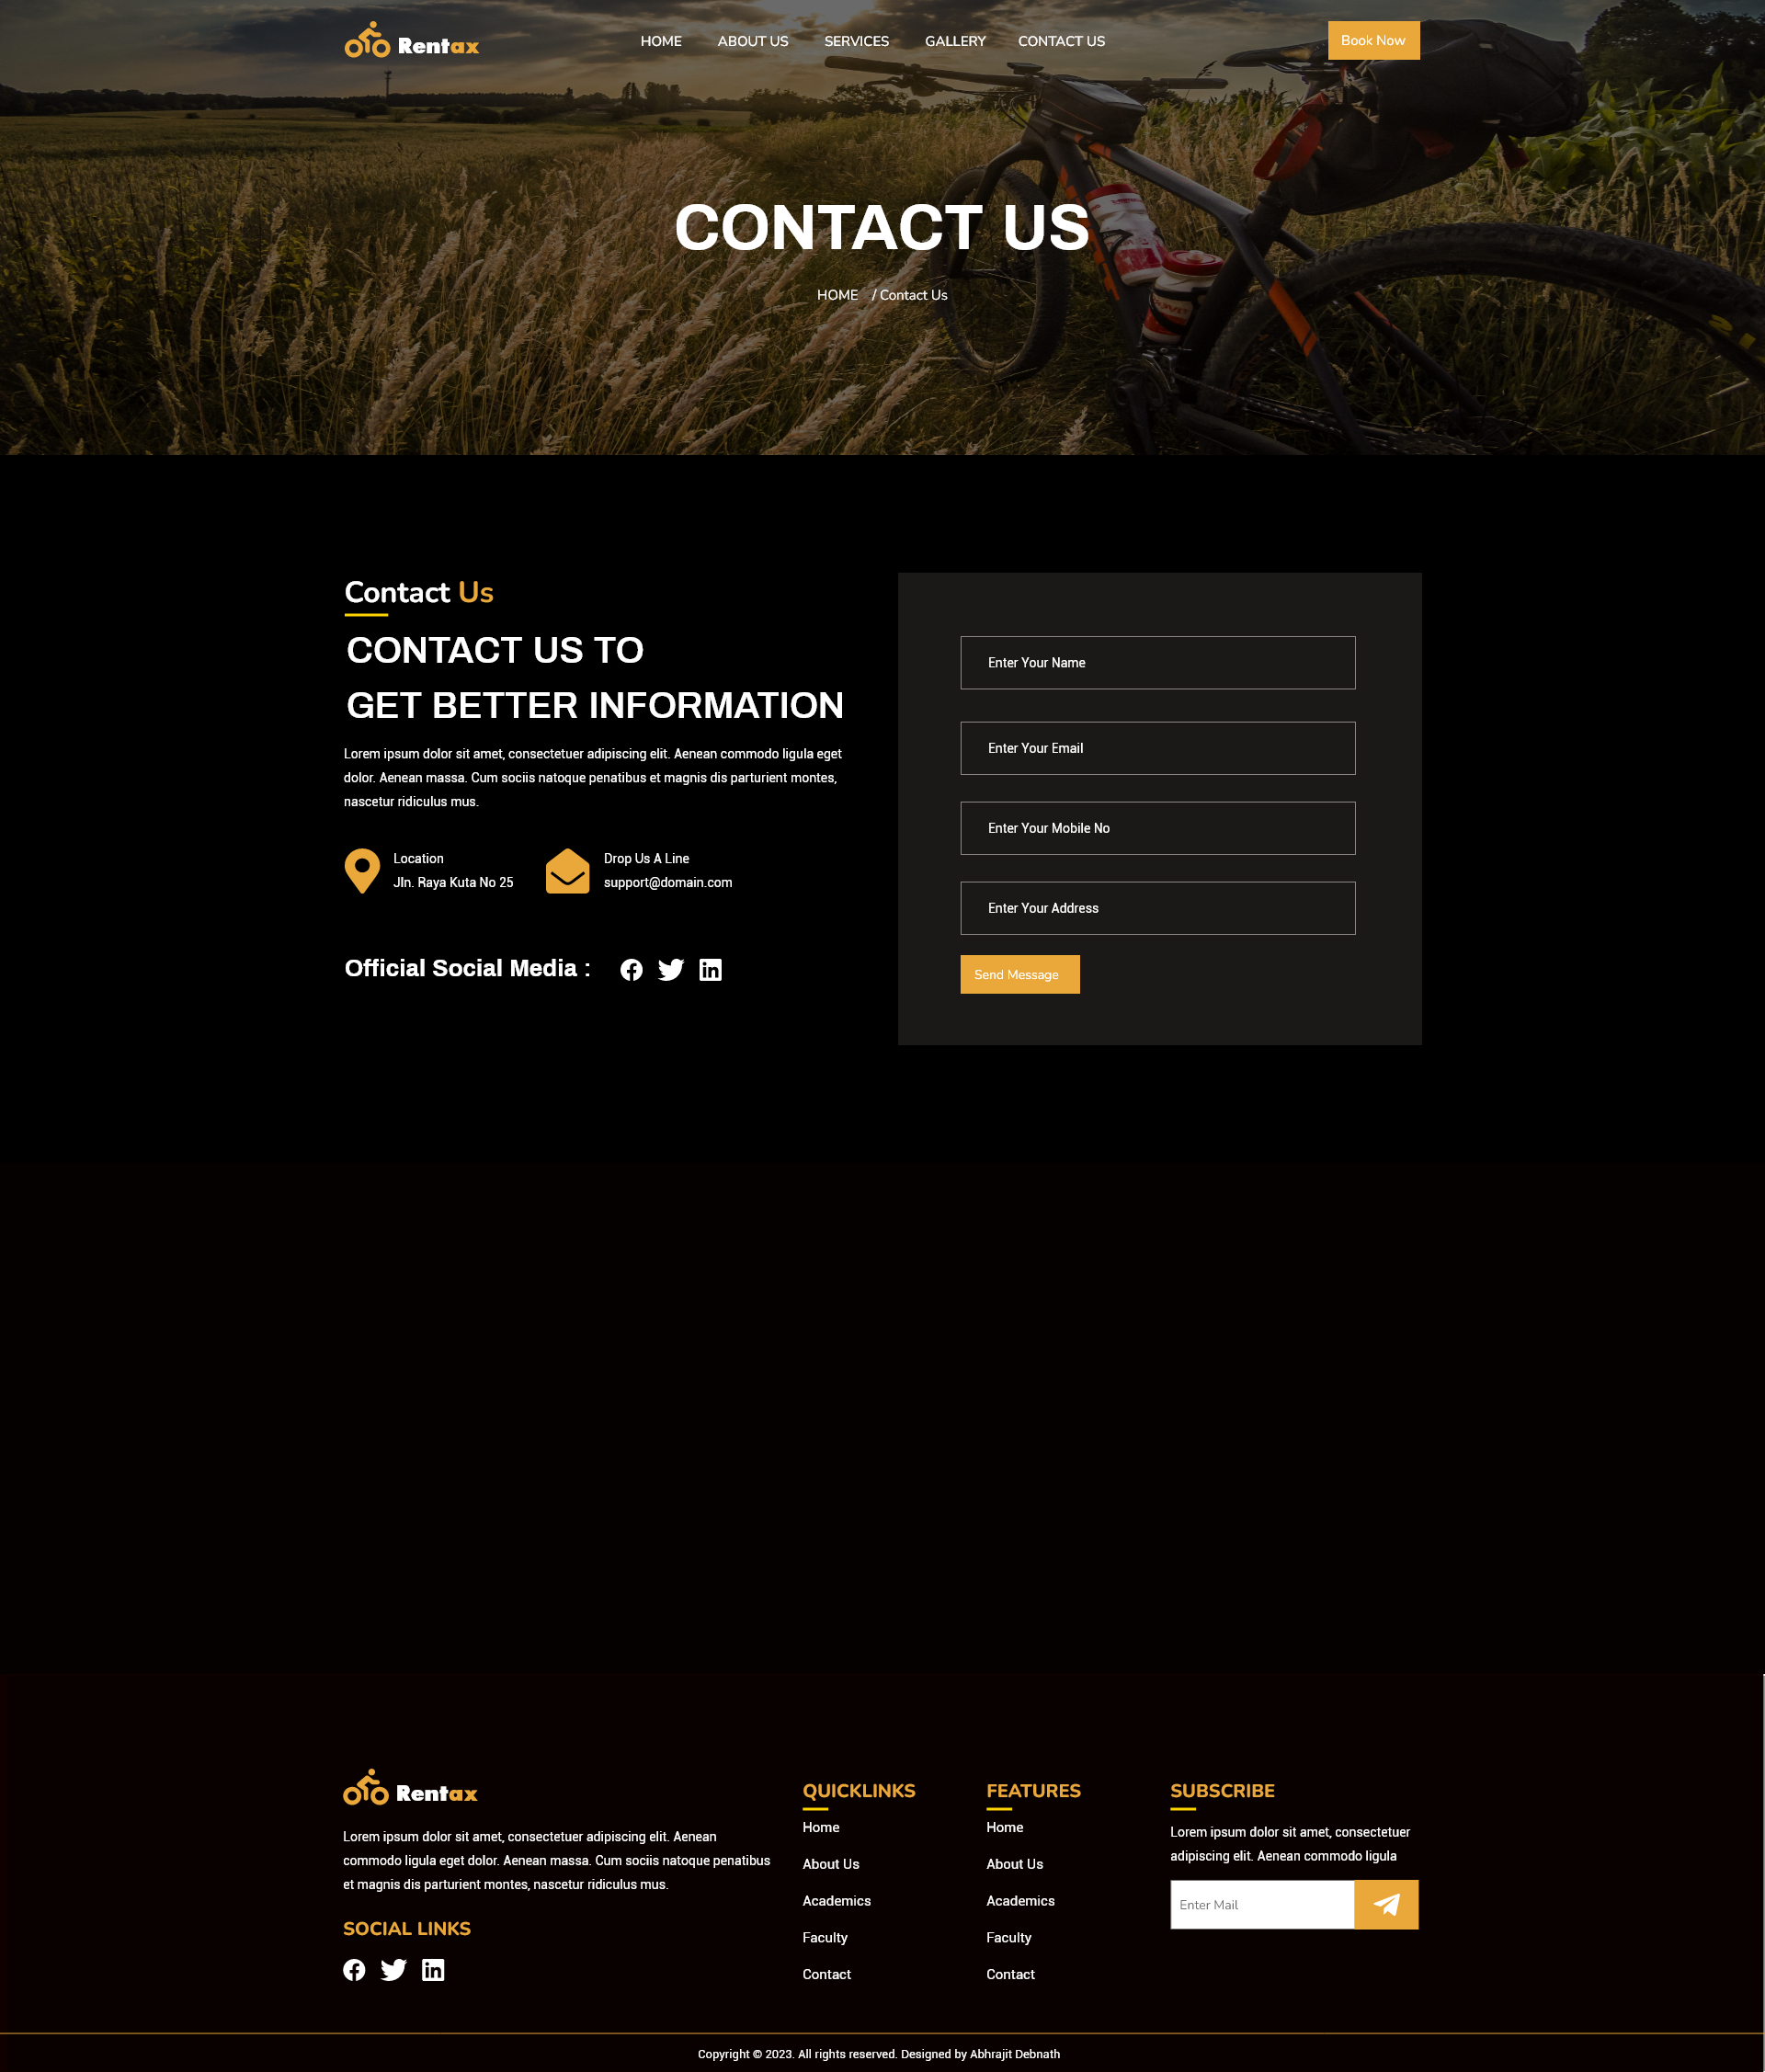 Rentax
HOME ABOUT US SERVICES GALLERY CONTACT US
Book Now
CONTACT US
HOME / Contact Us
Contact Us
CONTACT US TO
GET BETTER INFORMATION
Lorem ipsum dolor sit amet, consectetuer adipiscing elit. Aenean commodo ligula eget
dolor. Aenean massa. Cum sociis natoque penatibus et magnis dis parturient montes,
nascetur ridiculus mus.
Location
Jln. Raya Kuta No 25
Drop Us A Line
support@domain.com
Official Social Media :
Enter Your Name
Enter Your Email
Enter Your Mobile No
Enter Your Address
Send Message
Rentax
Lorem ipsum dolor sit amet, consectetuer adipiscing elit. Aenean
commodo ligula eget dolor. Aenean massa. Cum sociis natoque penatibus
et magnis dis parturient montes, nascetur ridiculus mus.
SOCIAL LINKS
QUICKLINKS
Home
About Us
Academics
Faculty
Contact
FEATURES
Home
About Us
Academics
Faculty
Contact
SUBSCRIBE
Lorem ipsum dolor sit amet, consectetuer
adipiscing elit. Aenean commodo ligula
Enter Mail
Copyright © 2023. All rights reserved. Designed by Abhrajit Debnath